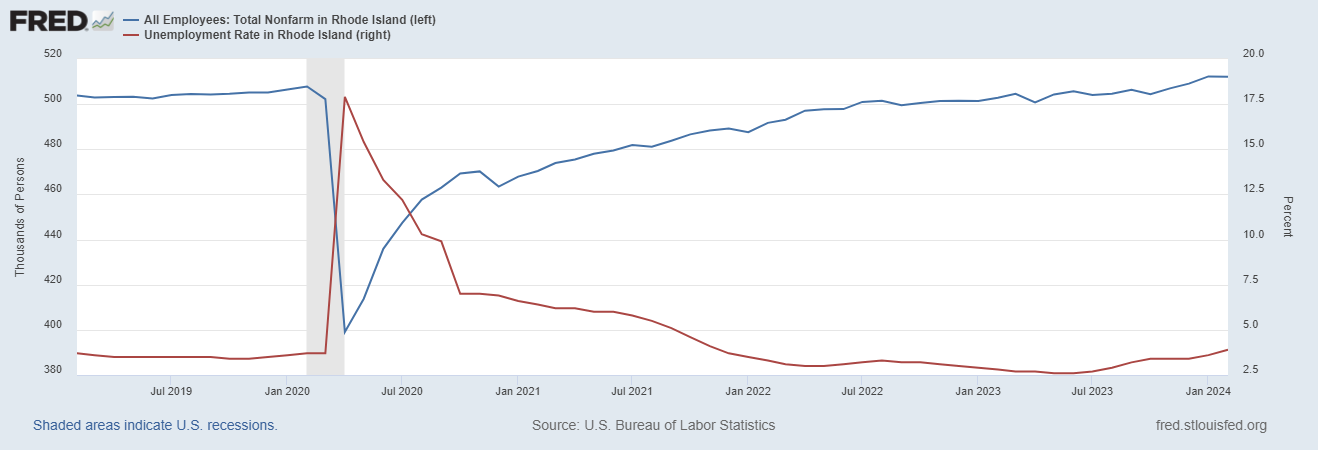 FRED
All Employees: Total Nonfarm in Rhode Island (left)
Unemployment Rate in Rhode Island (right)
520
500
480
460
440
420
400
380
Thousands of Persons
20.0
17.5
15.0
12.5
10.0
7.5
5.0
2.5
Percent
Jul 2019
Jan 2020
Jul 2020
Jan 2021
Jul 2021
Jan 2022
Jul 2022
Jan 2023
Jul 2023
Jan 2024
Shaded areas indicate U.S. recessions.
Source: U.S. Bureau of Labor Statistics
fred.stlouisfed.org